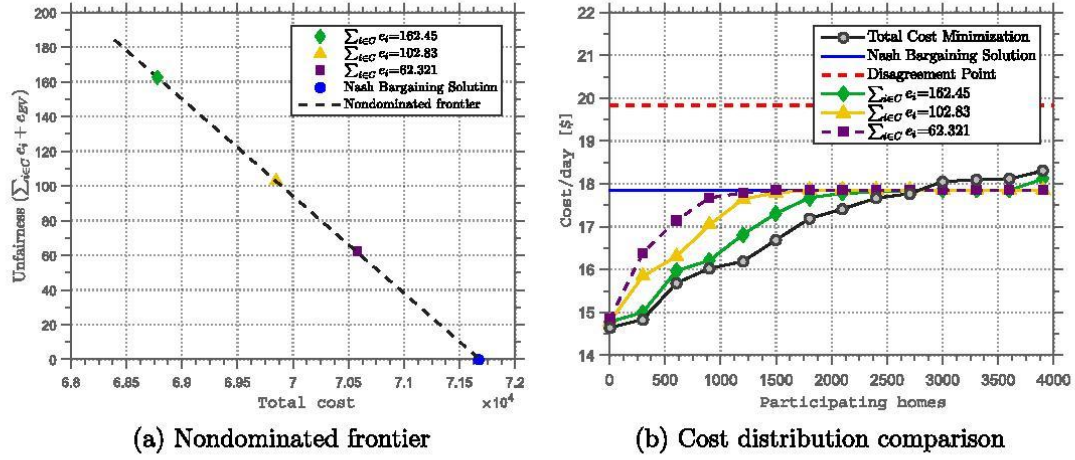 200
180
160
140
120
100
80
60
40
20
0
Unfairness (∑i∈C ei + eEV)
∑i∈C ei=162.45
∑i∈C ei=102.83
∑i∈C ei=62.321
Nash Bargaining Solution
Nondominated frontier
6.8 6.85 6.9 6.95 7 7.05 7.1 7.15 7.2
Total cost ×10⁴
(a) Nondominated frontier
22
21
20
19
18
17
16
15
14
Cost/day [$]
Total Cost Minimization
Nash Bargaining Solution
Disagreement Point
∑i∈C ei=162.45
∑i∈C ei=102.83
∑i∈C ei=62.321
0 500 1000 1500 2000 2500 3000 3500 4000
Participating homes
(b) Cost distribution comparison